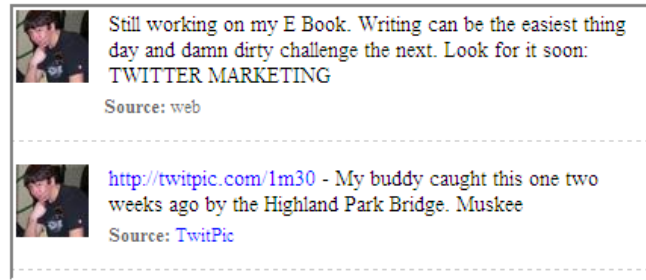 Still working on my E Book. Writing can be the easiest thing
day and damn dirty challenge the next. Look for it soon:
TWITTER MARKETING
Source: web
http://twitpic.com/1m30 - My buddy caught this one two
weeks ago by the Highland Park Bridge. Muskee
Source: TwitPic